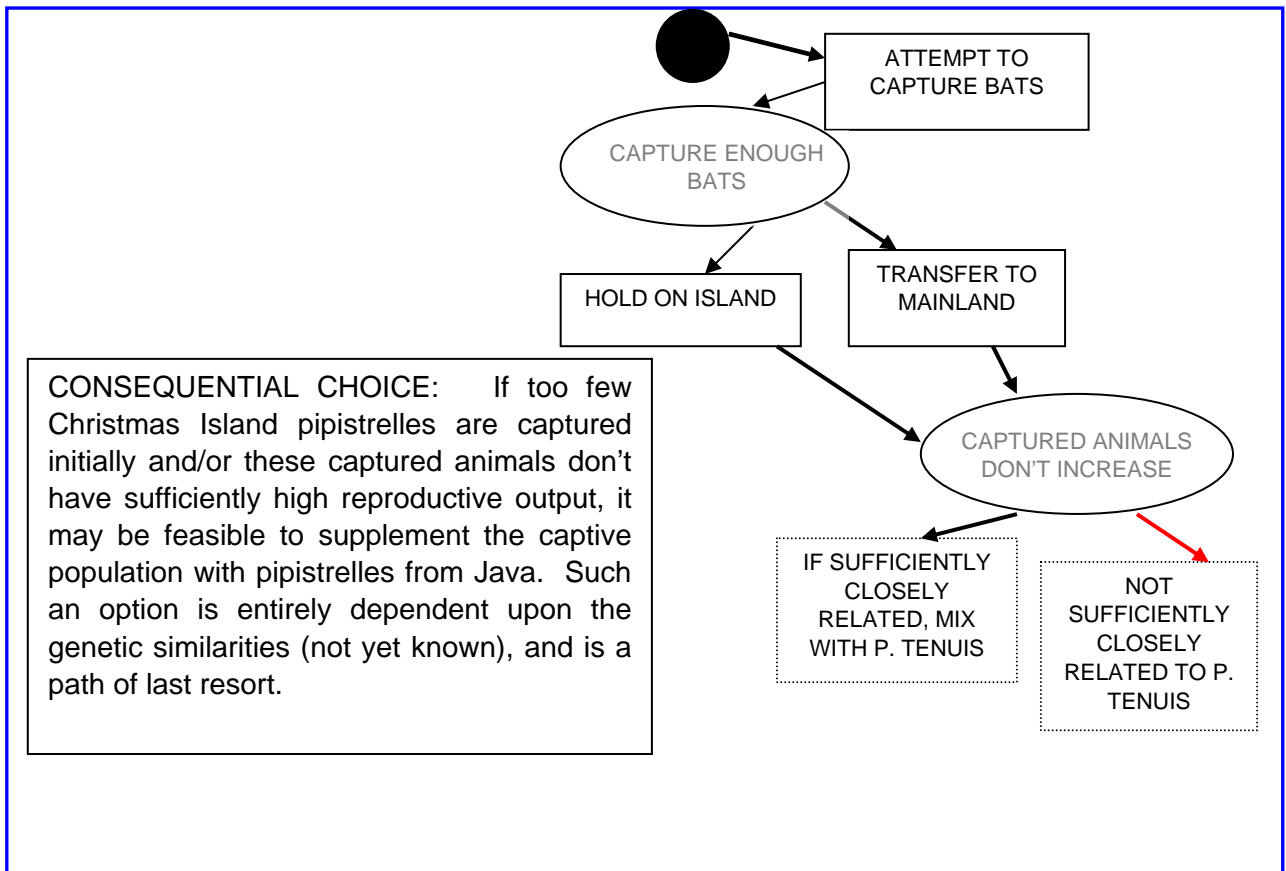 ATTEMPT TO
CAPTURE BATS
CAPTURE ENOUGH
BATS
HOLD ON ISLAND
TRANSFER TO
MAINLAND
CONSEQUENTIAL CHOICE: If too few
Christmas Island pipistrelles are captured
initially and/or these captured animals don't
have sufficiently high reproductive output, it
may be feasible to supplement the captive
population with pipistrelles from Java. Such
an option is entirely dependent upon the
genetic similarities (not yet known), and is a
path of last resort.
CAPTURED ANIMALS
DON'T INCREASE
IF SUFFICIENTLY
CLOSELY
RELATED, MIX
WITH P. TENUIS
NOT
SUFFICIENTLY
CLOSELY
RELATED TO P.
TENUIS